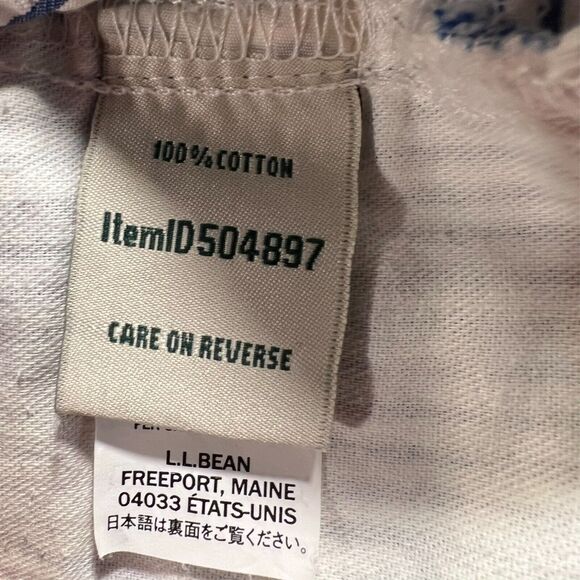 100% COTTON
ItemID504897
CARE ON REVERSE
L.L.BEAN
FREEPORT, MAINE
04033 ÉTATS-UNIS
日本語は裏面をご覧ください。